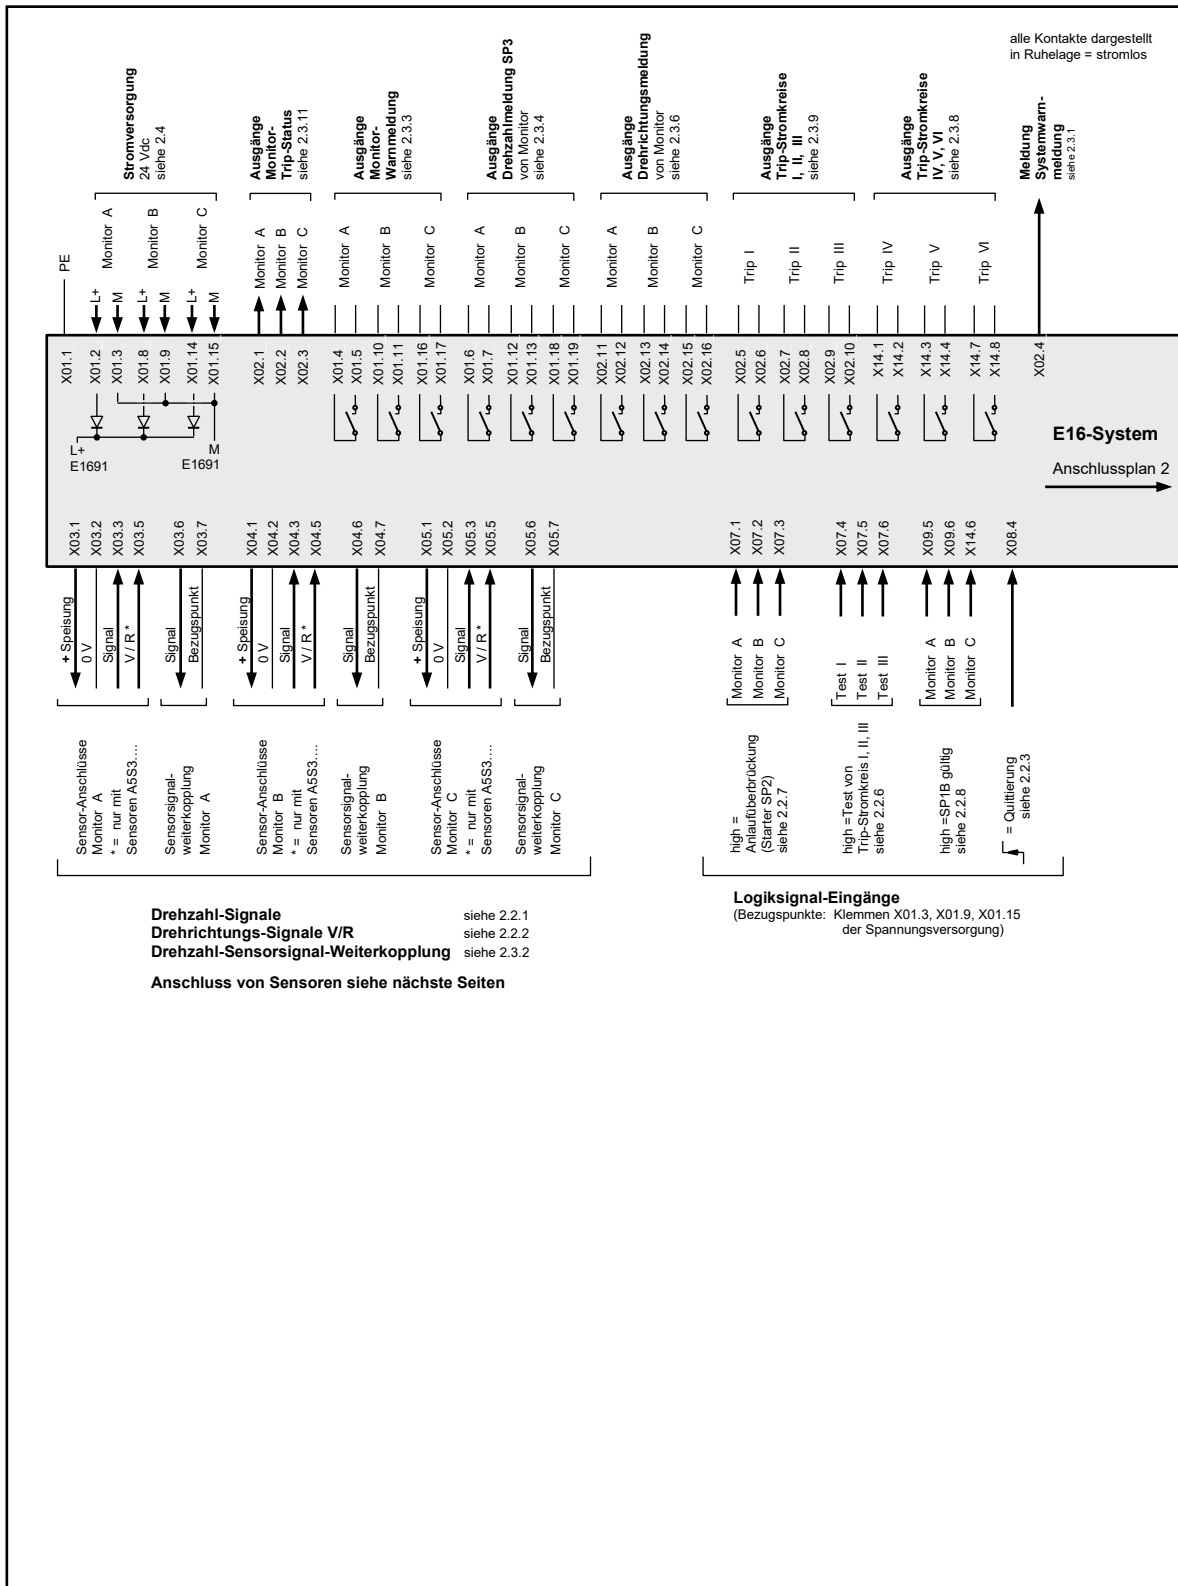 alle Kontakte dargestellt
in Ruhelage = stromlos
Stromversorgung
24 Vdc
siehe 2.4
Ausgänge
Monitor-
Trip-Status
siehe 2.3.11
Ausgänge
Monitor-
Warnmeldung
siehe 2.3.3
Ausgänge
Drehzahlmeldung SP3
von Monitor
siehe 2.3.4
Ausgänge
Drehrichtungsmeldung
von Monitor
siehe 2.3.6
Ausgänge
Trip-Stromkreise
I, II, III
siehe 2.3.9
Ausgänge
Trip-Stromkreise
IV, V, VI
siehe 2.3.8
Meldung
Systemwarn-
meldung
siehe 2.3.1
PE
Monitor A
Monitor B
Monitor C
L+
M
L+
M
L+
M
Monitor A
Monitor B
Monitor C
Monitor A
Monitor B
Monitor C
Monitor A
Monitor B
Monitor C
Monitor A
Monitor B
Monitor C
Trip I
Trip II
Trip III
Trip IV
Trip V
Trip VI
X01.1
X01.2
X01.3
X01.8
X01.9
X01.14
X01.15
X02.1
X02.2
X02.3
X01.4
X01.5
X01.10
X01.11
X01.16
X01.17
X01.6
X01.7
X01.12
X01.13
X01.18
X01.19
X02.11
X02.12
X02.13
X02.14
X02.15
X02.16
X02.5
X02.6
X02.7
X02.8
X02.9
X02.10
X14.1
X14.2
X14.3
X14.4
X14.7
X14.8
X02.4
L+
E1691
M
E1691
E16-System
Anschlussplan 2
X03.1
X03.2
X03.3
X03.5
X03.6
X03.7
X04.1
X04.2
X04.3
X04.5
X04.6
X04.7
X05.1
X05.2
X05.3
X05.5
X05.6
X05.7
X07.1
X07.2
X07.3
X07.4
X07.5
X07.6
X09.5
X09.6
X14.6
X08.4
+ Speisung
0 V
Signal
V / R *
Signal
Bezugspunkt
+ Speisung
0 V
Signal
V / R *
Signal
Bezugspunkt
+ Speisung
0 V
Signal
V / R *
Signal
Bezugspunkt
Monitor A
Monitor B
Monitor C
Test I
Test II
Test III
Monitor A
Monitor B
Monitor C
Sensor-Anschlüsse
Monitor A
* = nur mit
Sensoren A5S3....
Sensorsignal-
weiterkopplung
Monitor A
Sensor-Anschlüsse
Monitor B
* = nur mit
Sensoren A5S3....
Sensorsignal-
weiterkopplung
Monitor B
Sensor-Anschlüsse
Monitor C
* = nur mit
Sensoren A5S3....
Sensorsignal-
weiterkopplung
Monitor C
high =
Anlaufüberbrückung
(Starter SP2)
siehe 2.2.7
high =Test von
Trip-Stromkreis I, II, III
siehe 2.2.6
high =SP1B gültig
siehe 2.2.8
= Quittierung
siehe 2.2.3
Drehzahl-Signale siehe 2.2.1
Drehrichtungs-Signale V/R siehe 2.2.2
Drehzahl-Sensorsignal-Weiterkopplung siehe 2.3.2
Anschluss von Sensoren siehe nächste Seiten
Logiksignal-Eingänge
(Bezugspunkte: Klemmen X01.3, X01.9, X01.15
der Spannungsversorgung)